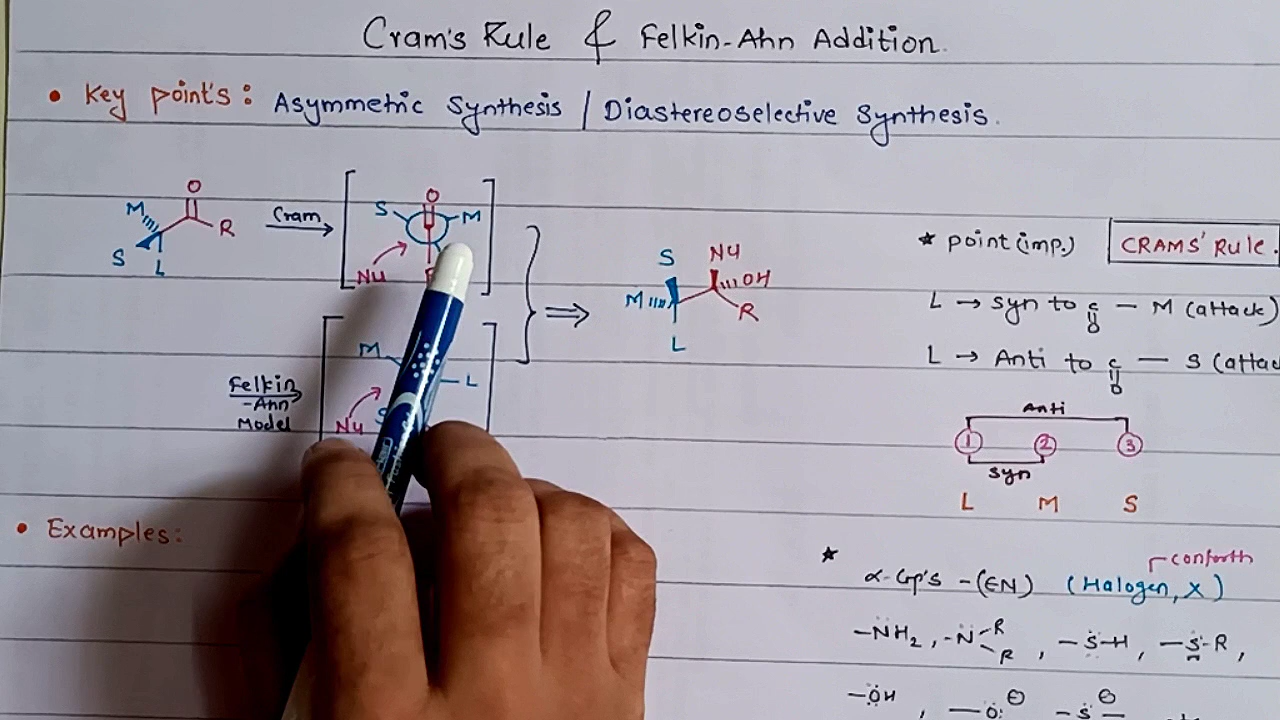 Cram's Rule & Felkin-Ahn Addition.
• Key point's: Asymmetric Synthesis / Diastereoselective Synthesis.
O
M
S
L
R
Cram
O
S
M
Nu
Felkin
-Ahn
Model
M
L
S
Nu
S
Nu
M
OH
R
L
* point (imp.)
CRAMS' Rule.
L → syn to C=O — M (attack)
L → Anti to C=O — S (attac
Anti
1 2 3
syn
L M S
• Examples:
* conforth
α-Gp's - (EN) (Halogen, X)
-NH2, -N-R R, -S-H, -S-R,
-OH, -O:⊖ -S⊖